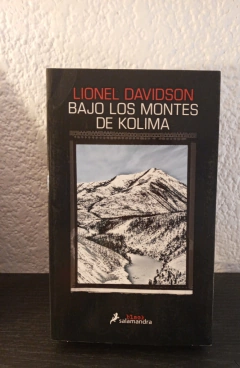 LIONEL DAVIDSON
BAJO LOS MONTES
DE KOLIMA
salamandra